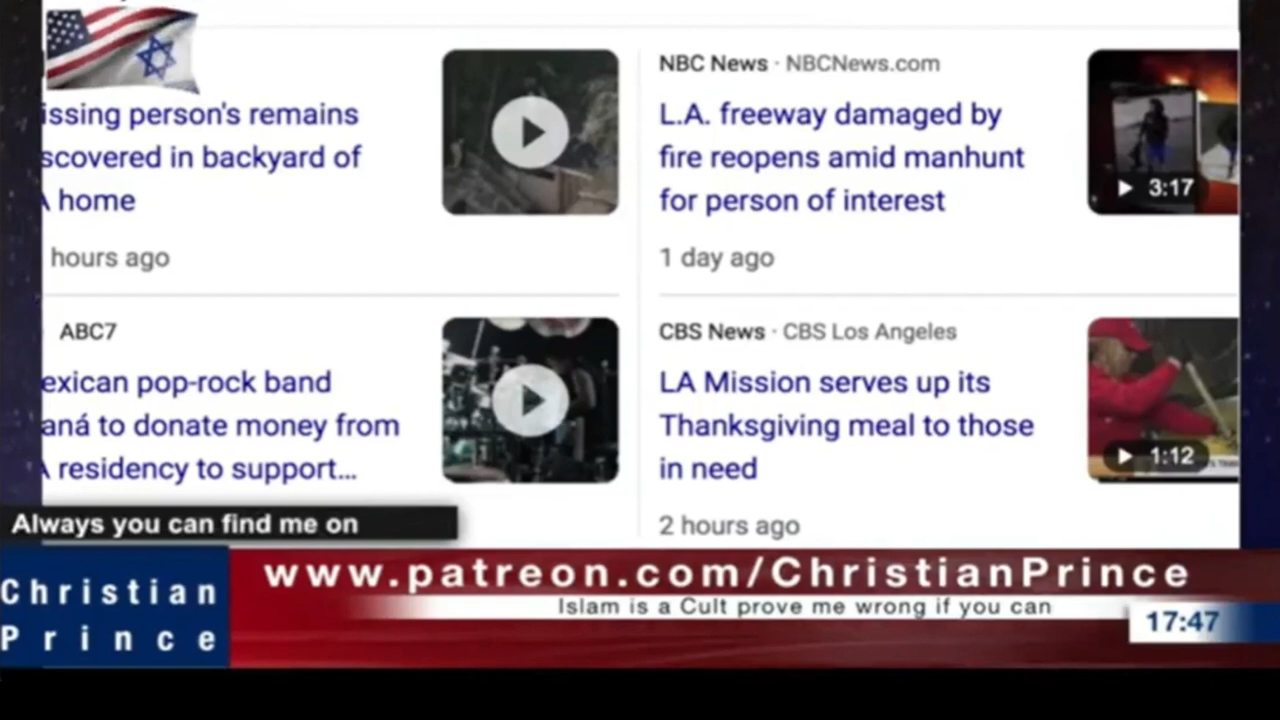 issing person's remains
scovered in backyard of
A home
hours ago
NBC News · NBCNews.com
L.A. freeway damaged by
fire reopens amid manhunt
for person of interest
3:17
1 day ago
ABC7
exican pop-rock band
aná to donate money from
A residency to support...
CBS News · CBS Los Angeles
LA Mission serves up its
Thanksgiving meal to those
in need
1:12
2 hours ago
Always you can find me on
Christian
Prince
www.patreon.com/ChristianPrince
Islam is a Cult prove me wrong if you can
17:47